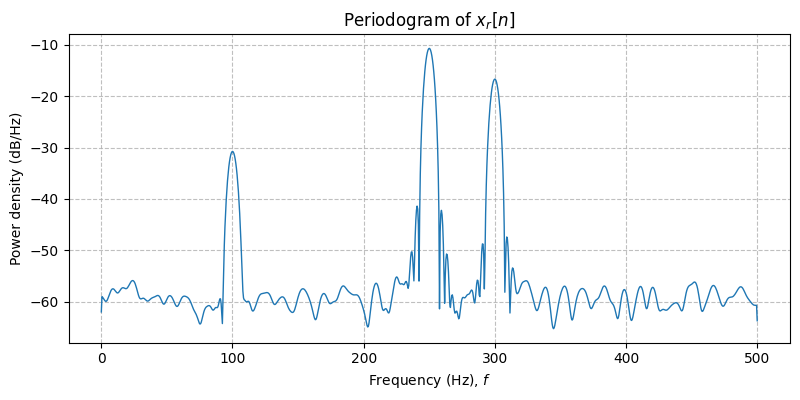 Periodogram of $x_r[n]$
Power density (dB/Hz)
−10
−20
−30
−40
−50
−60
0 100 200 300 400 500
Frequency (Hz), $f$